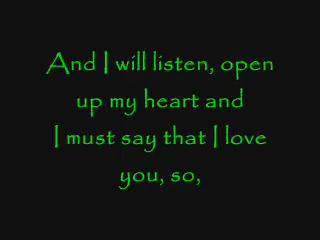 And I will listen, open
up my heart and
I must say that I love
you, so,